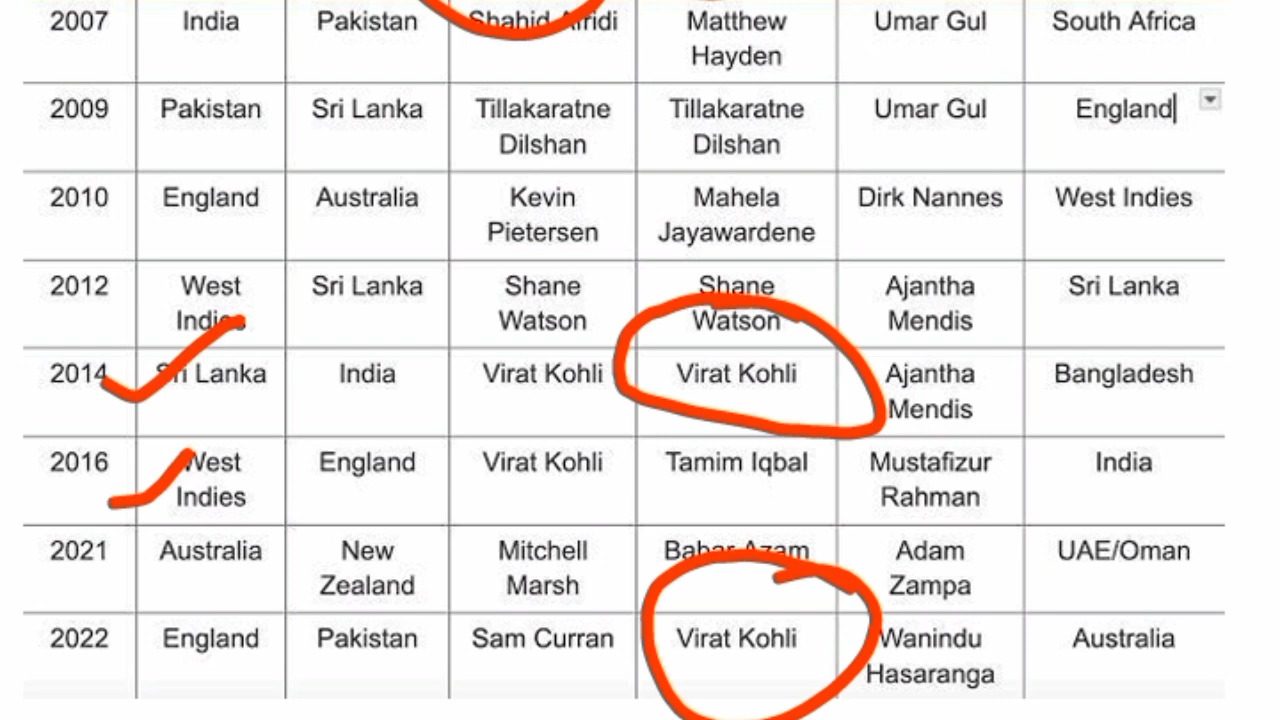 2007 India Pakistan Shahid Afridi Matthew Hayden Umar Gul South Africa
2009 Pakistan Sri Lanka Tillakaratne Dilshan Tillakaratne Dilshan Umar Gul England
2010 England Australia Kevin Pietersen Mahela Jayawardene Dirk Nannes West Indies
2012 West Indies Sri Lanka Shane Watson Shane Watson Ajantha Mendis Sri Lanka
2014 Sri Lanka India Virat Kohli Virat Kohli Ajantha Mendis Bangladesh
2016 West Indies England Virat Kohli Tamim Iqbal Mustafizur Rahman India
2021 Australia New Zealand Mitchell Marsh Babar Azam Adam Zampa UAE/Oman
2022 England Pakistan Sam Curran Virat Kohli Wanindu Hasaranga Australia